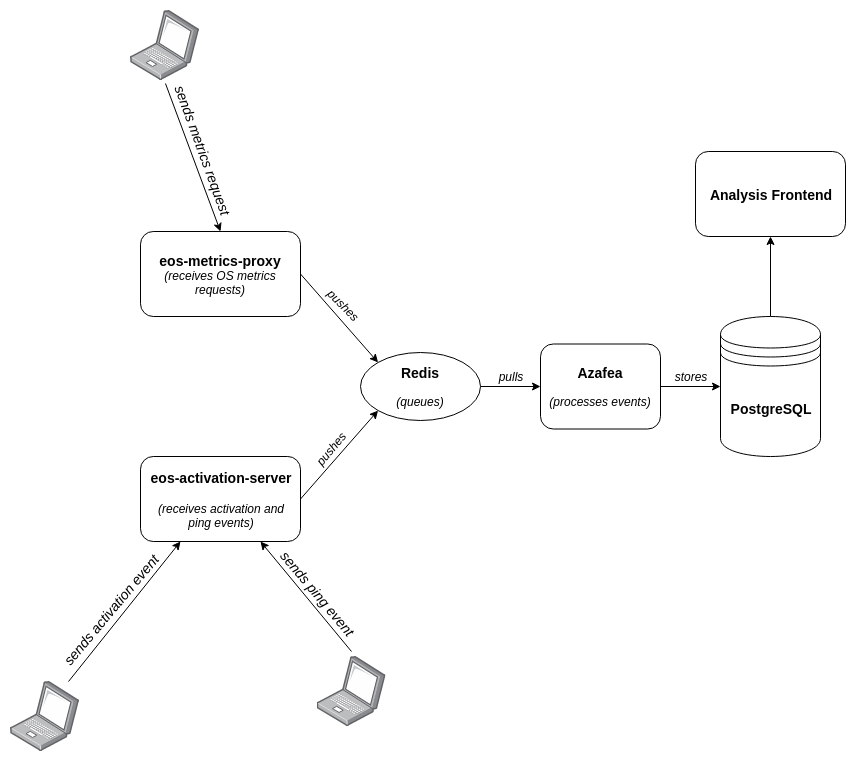 sends metrics request
eos-metrics-proxy
(receives OS metrics
requests)
pushes
Analysis Frontend
Redis
(queues)
pulls
Azafea
(processes events)
stores
PostgreSQL
pushes
eos-activation-server
(receives activation and
ping events)
sends activation event
sends ping event